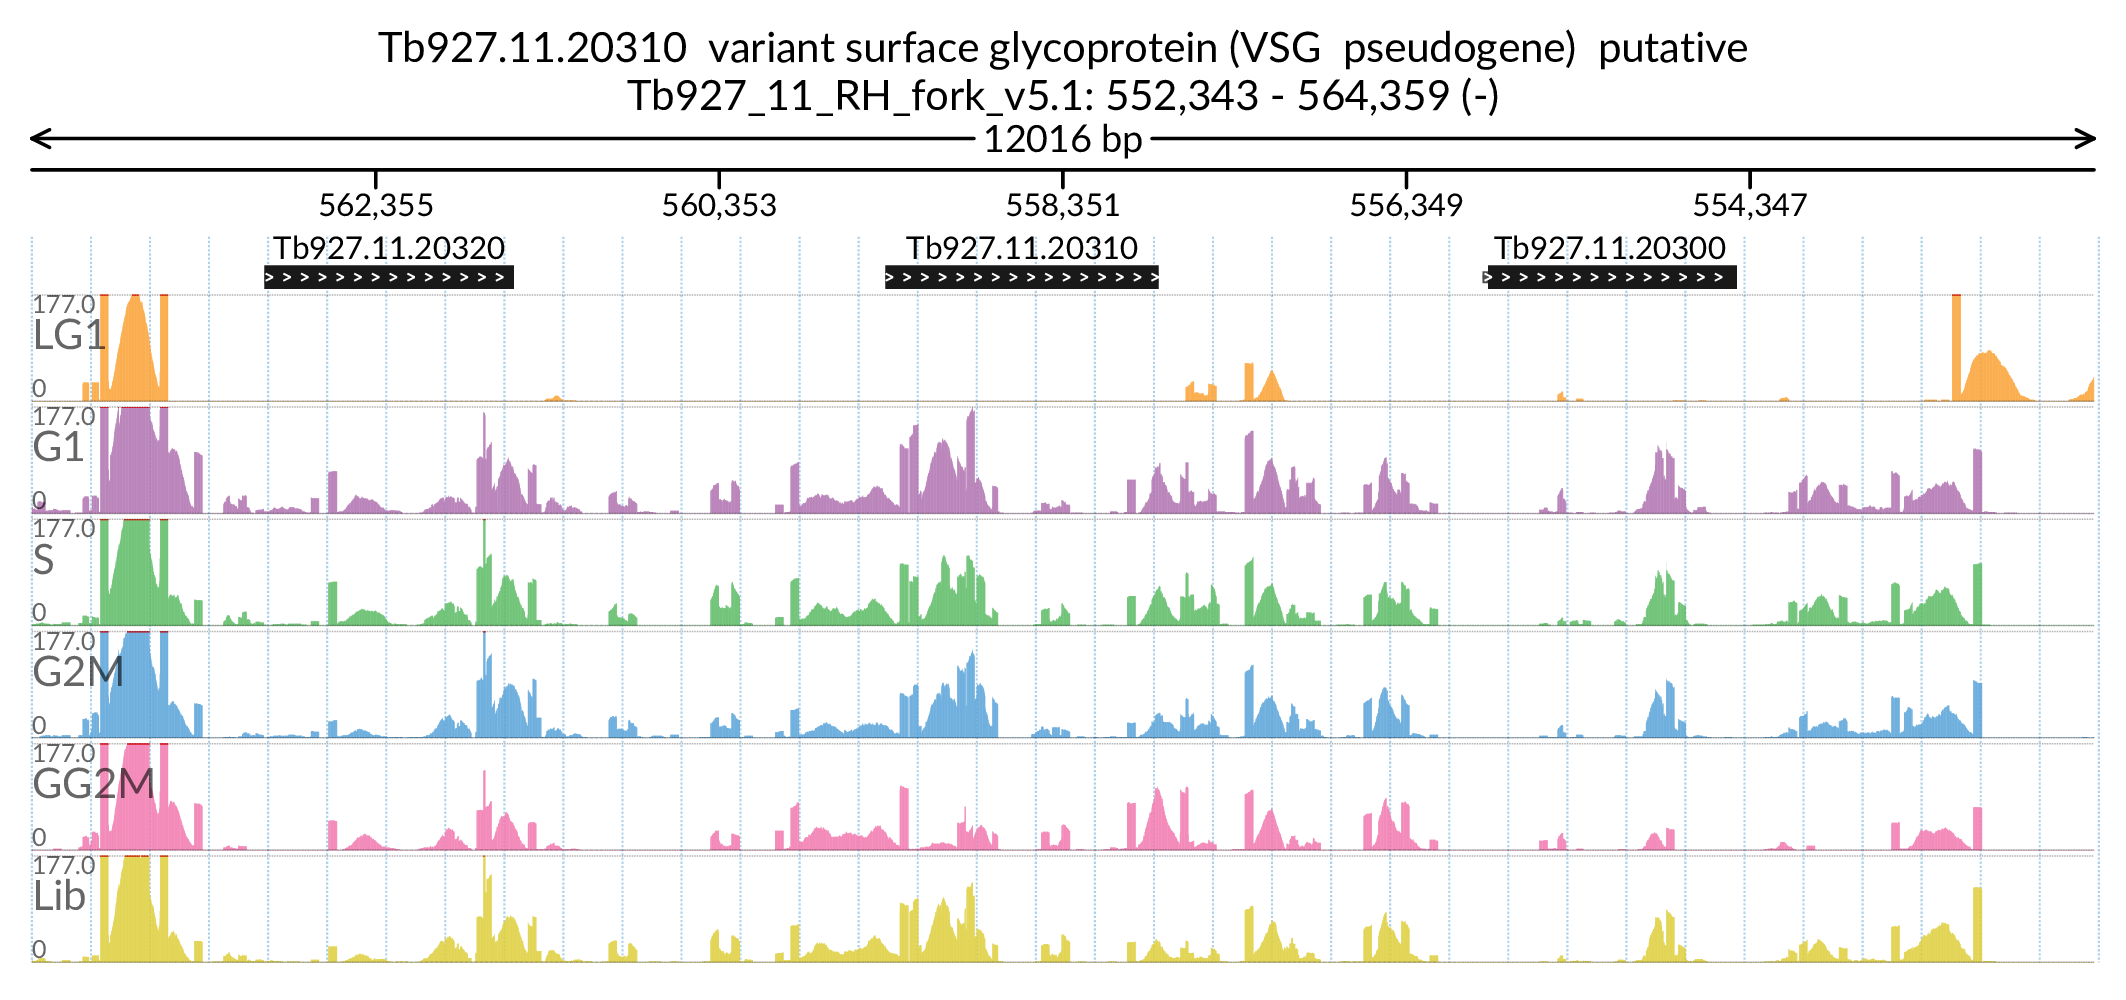 Tb927.11.20310 variant surface glycoprotein (VSG pseudogene) putative
Tb927_11_RH_fork_v5.1: 552,343 - 564,359 (-)
12016 bp
562,355 560,353 558,351 556,349 554,347
Tb927.11.20320 Tb927.11.20310 Tb927.11.20300
177.0
LG1
0
177.0
G1
0
177.0
S
0
177.0
G2M
0
177.0
GG2M
0
177.0
Lib
0